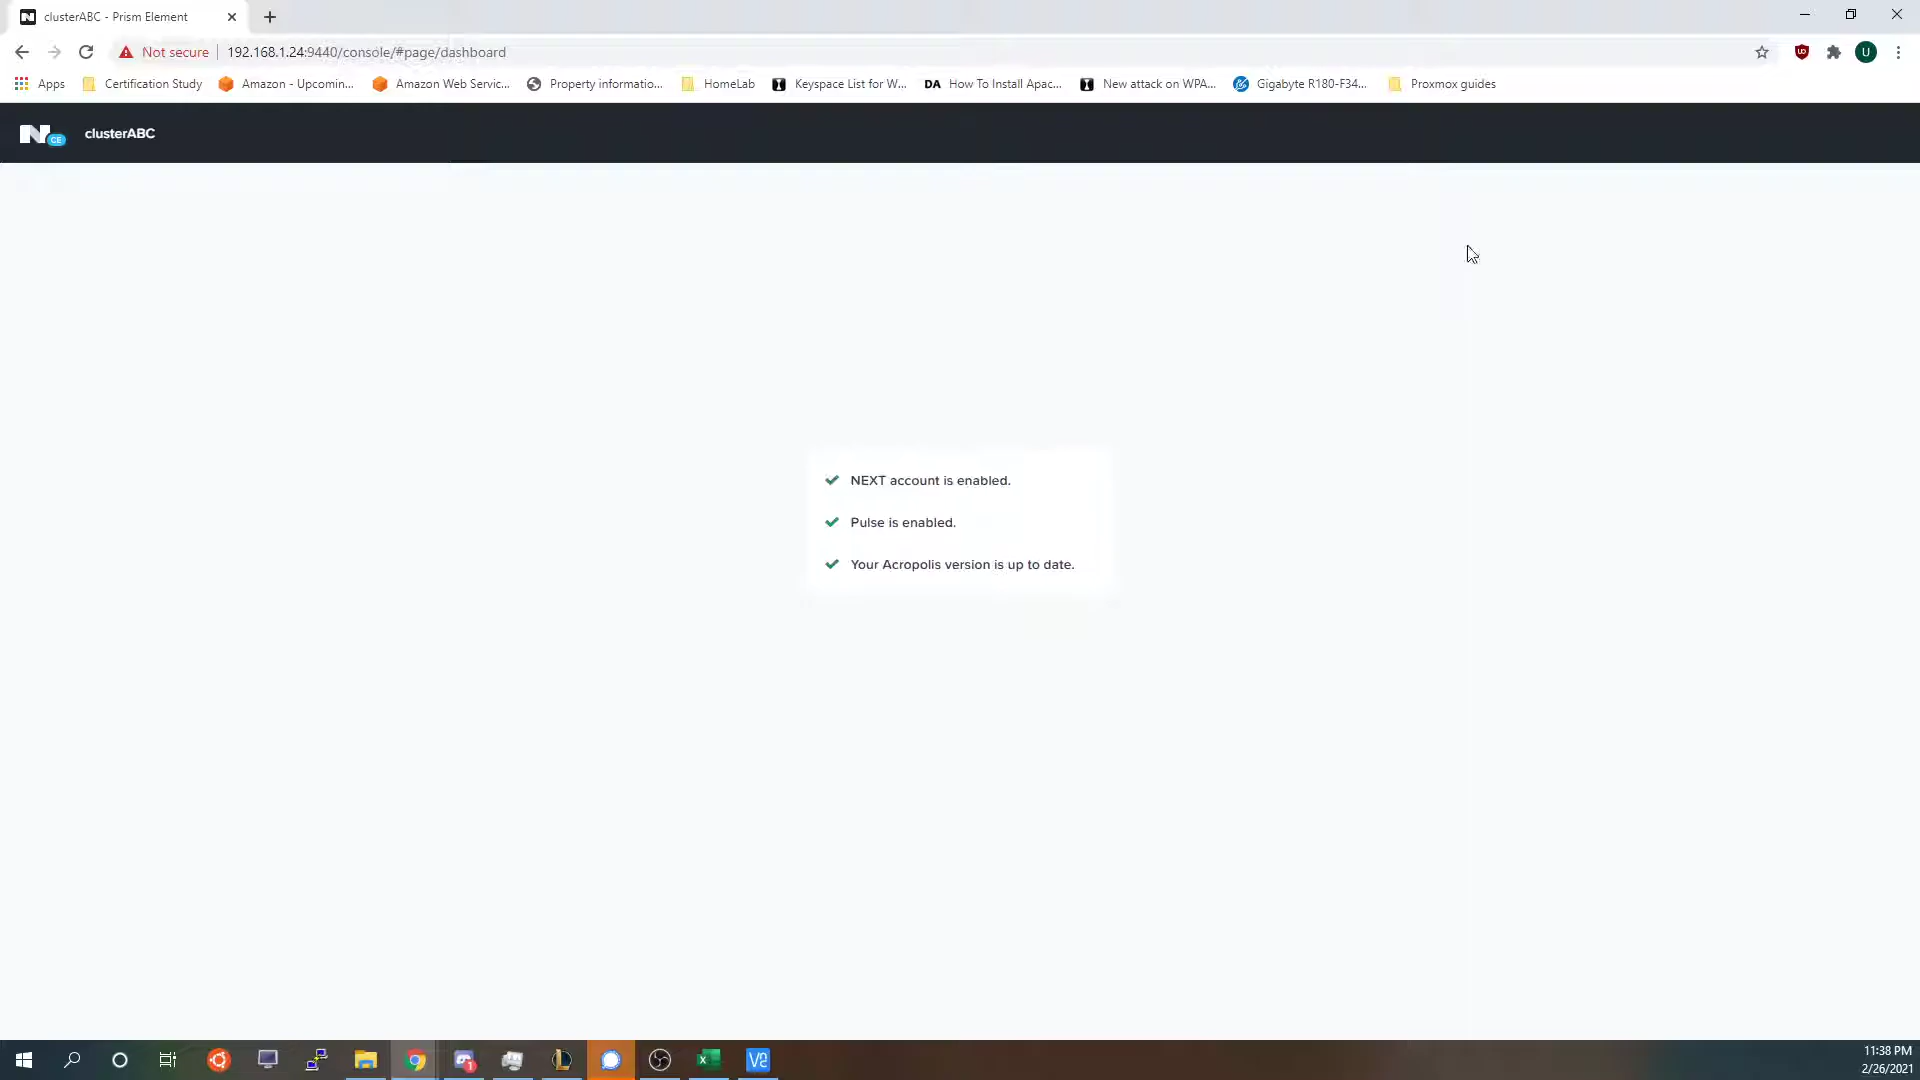 clusterABC - Prism Element
Not secure
192.168.1.24:9440/console/#page/dashboard
U
Apps
Certification Study
Amazon - Upcomin...
Amazon Web Servic...
Property informatio...
HomeLab
Keyspace List for W...
DA
How To Install Apac...
New attack on WPA...
Gigabyte R180-F34...
Proxmox guides
CE
clusterABC
NEXT account is enabled.
Pulse is enabled.
Your Acropolis version is up to date.
1
11:38 PM
2/26/2021